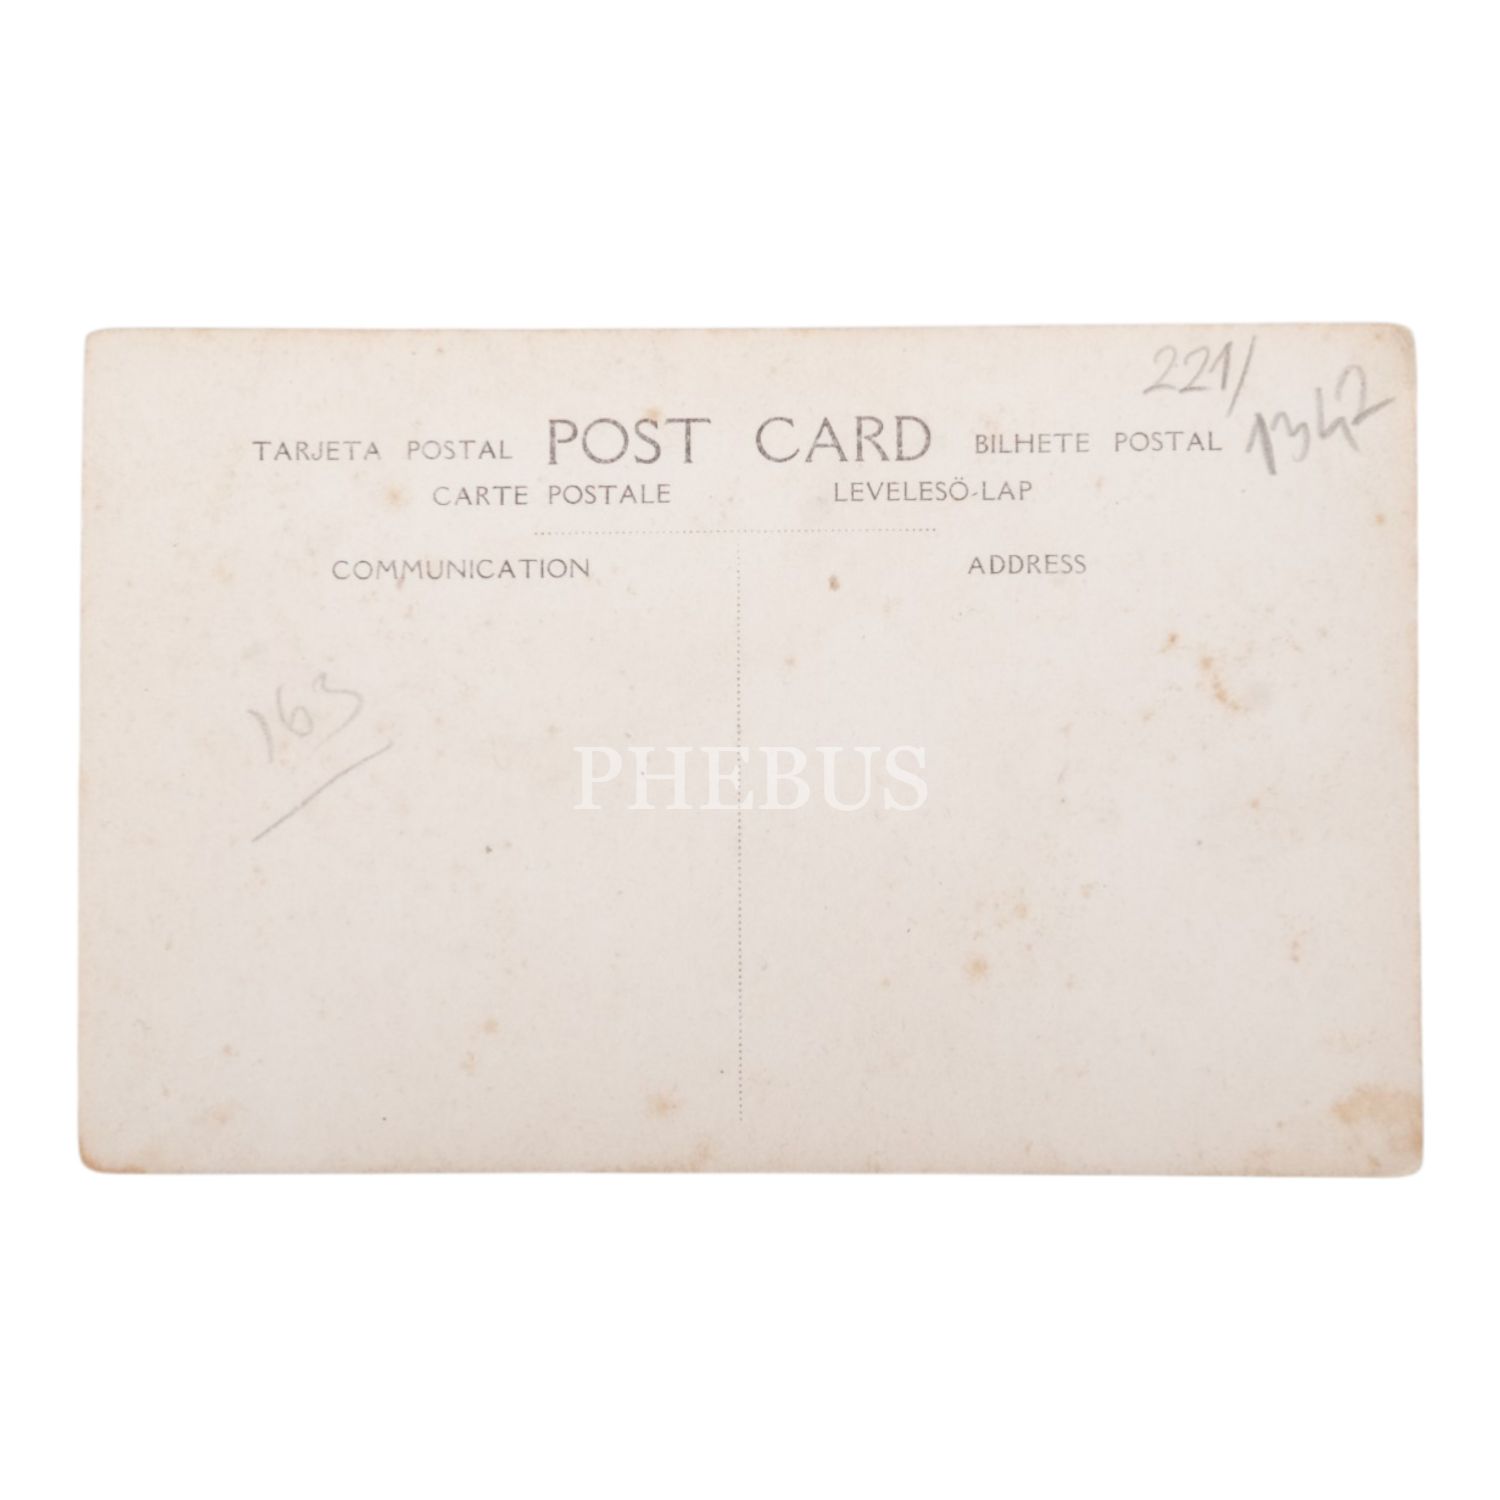 221/
1342
TARJETA POSTAL POST CARD BILHETE POSTAL
CARTE POSTALE LEVELESÖ-LAP
COMMUNICATION ADDRESS
163
PHEBUS